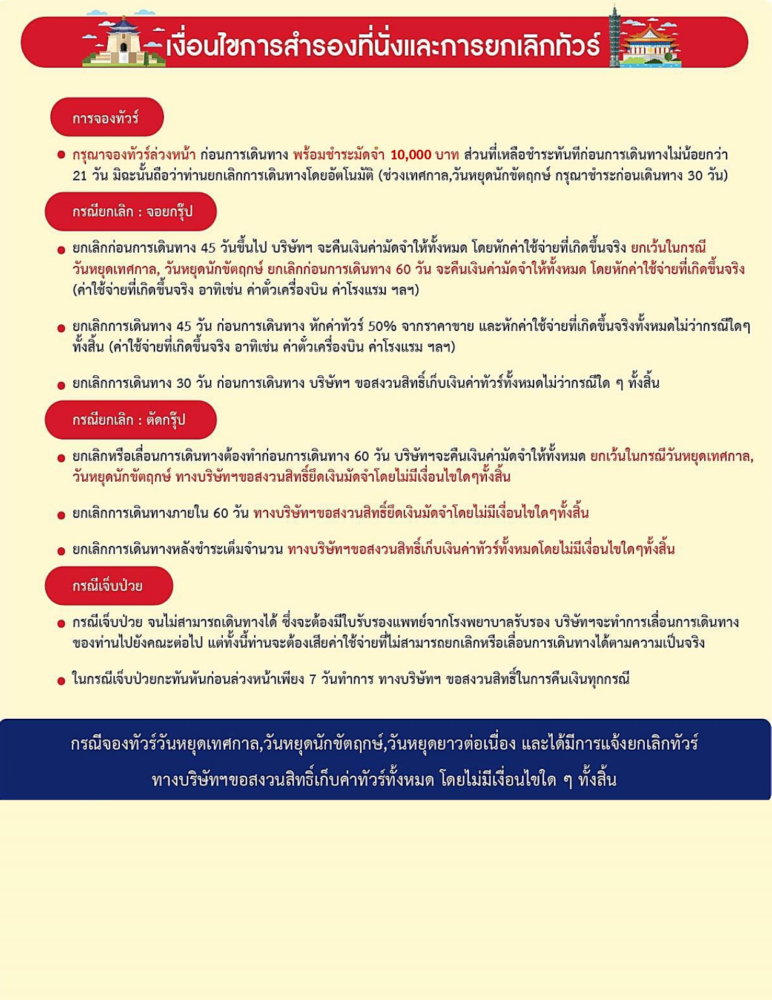 เงื่อนไขการสำรองที่นั่งและการยกเลิกทัวร์
การจองทัวร์
กรุณาจองทัวร์ล่วงหน้า ก่อนการเดินทาง พร้อมชำระมัดจำ 10,000 บาท ส่วนที่เหลือชำระทันทีก่อนการเดินทางไม่น้อยกว่า
21 วัน มิฉะนั้นถือว่าท่านยกเลิกการเดินทางโดยอัตโนมัติ (ช่วงเทศกาล,วันหยุดนักขัตฤกษ์ กรุณาชำระก่อนเดินทาง 30 วัน)
กรณียกเลิก : จอยกรุ๊ป
ยกเลิกก่อนการเดินทาง 45 วันขึ้นไป บริษัทฯ จะคืนเงินค่ามัดจำให้ทั้งหมด โดยหักค่าใช้จ่ายที่เกิดขึ้นจริง ยกเว้นในกรณี
วันหยุดเทศกาล, วันหยุดนักขัตฤกษ์ ยกเลิกก่อนการเดินทาง 60 วัน จะคืนเงินค่ามัดจำให้ทั้งหมด โดยหักค่าใช้จ่ายที่เกิดขึ้นจริง
(ค่าใช้จ่ายที่เกิดขึ้นจริง อาทิเช่น ค่าตั๋วเครื่องบิน ค่าโรงแรม ฯลฯ)
ยกเลิกการเดินทาง 45 วัน ก่อนการเดินทาง หักค่าทัวร์ 50% จากราคาขาย และหักค่าใช้จ่ายที่เกิดขึ้นจริงทั้งหมดไม่ว่ากรณีใดๆ
ทั้งสิ้น (ค่าใช้จ่ายที่เกิดขึ้นจริง อาทิเช่น ค่าตั๋วเครื่องบิน ค่าโรงแรม ฯลฯ)
ยกเลิกการเดินทาง 30 วัน ก่อนการเดินทาง บริษัทฯ ขอสงวนสิทธิ์เก็บเงินค่าทัวร์ทั้งหมดไม่ว่ากรณีใด ๆ ทั้งสิ้น
กรณียกเลิก : ตัดกรุ๊ป
ยกเลิกหรือเลื่อนการเดินทางต้องทำก่อนการเดินทาง 60 วัน บริษัทฯจะคืนเงินค่ามัดจำให้ทั้งหมด ยกเว้นในกรณีวันหยุดเทศกาล,
วันหยุดนักขัตฤกษ์ ทางบริษัทฯขอสงวนสิทธิ์ยึดเงินมัดจำโดยไม่มีเงื่อนไขใดๆทั้งสิ้น
ยกเลิกการเดินทางภายใน 60 วัน ทางบริษัทฯขอสงวนสิทธิ์ยึดเงินมัดจำโดยไม่มีเงื่อนไขใดๆทั้งสิ้น
ยกเลิกการเดินทางหลังชำระเต็มจำนวน ทางบริษัทฯขอสงวนสิทธิ์เก็บเงินค่าทัวร์ทั้งหมดโดยไม่มีเงื่อนไขใดๆทั้งสิ้น
กรณีเจ็บป่วย
กรณีเจ็บป่วย จนไม่สามารถเดินทางได้ ซึ่งจะต้องมีใบรับรองแพทย์จากโรงพยาบาลรับรอง บริษัทฯจะทำการเลื่อนการเดินทาง
ของท่านไปยังคณะต่อไป แต่ทั้งนี้ท่านจะต้องเสียค่าใช้จ่ายที่ไม่สามารถยกเลิกหรือเลื่อนการเดินทางได้ตามความเป็นจริง
ในกรณีเจ็บป่วยกะทันหันก่อนล่วงหน้าเพียง 7 วันทำการ ทางบริษัทฯ ขอสงวนสิทธิ์ในการคืนเงินทุกกรณี
กรณีจองทัวร์วันหยุดเทศกาล,วันหยุดนักขัตฤกษ์,วันหยุดยาวต่อเนื่อง และได้มีการแจ้งยกเลิกทัวร์
ทางบริษัทฯขอสงวนสิทธิ์เก็บค่าทัวร์ทั้งหมด โดยไม่มีเงื่อนไขใด ๆ ทั้งสิ้น